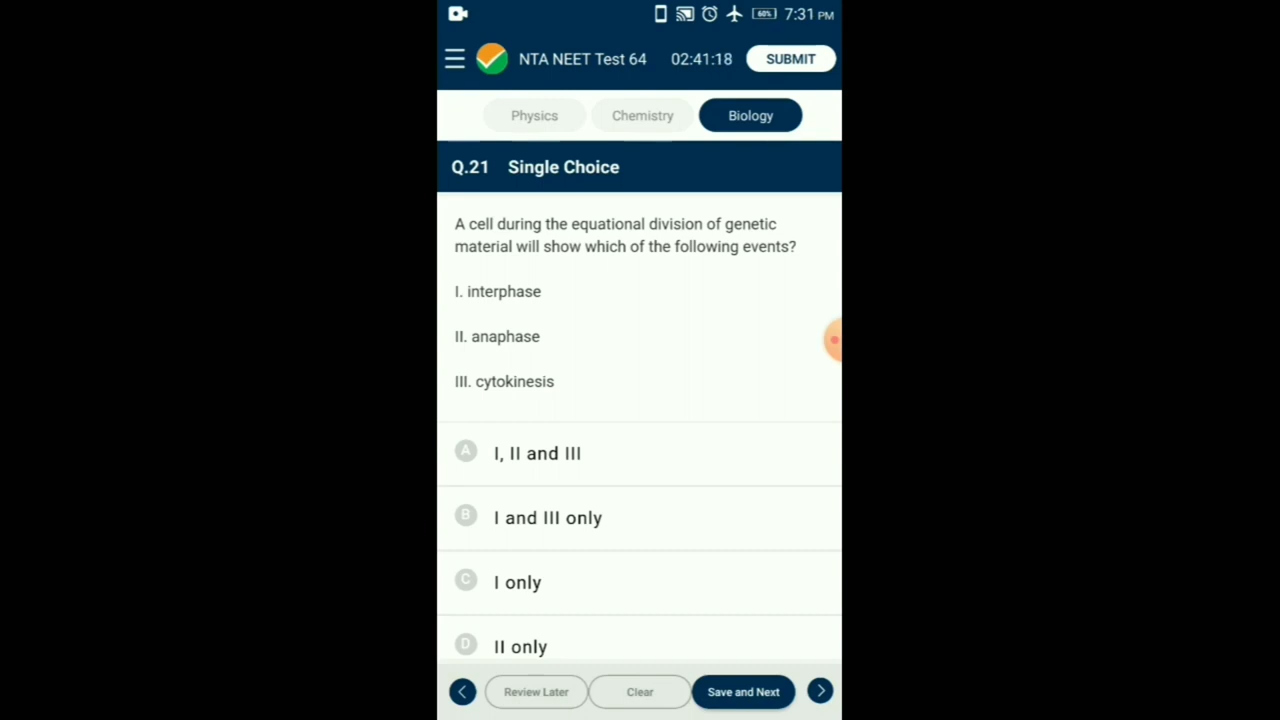 60% 7:31 PM
NTA NEET Test 64 02:41:18 SUBMIT
Physics Chemistry Biology
Q.21 Single Choice
A cell during the equational division of genetic
material will show which of the following events?
I. interphase
II. anaphase
III. cytokinesis
A I, II and III
B I and III only
C I only
D II only
Review Later Clear Save and Next